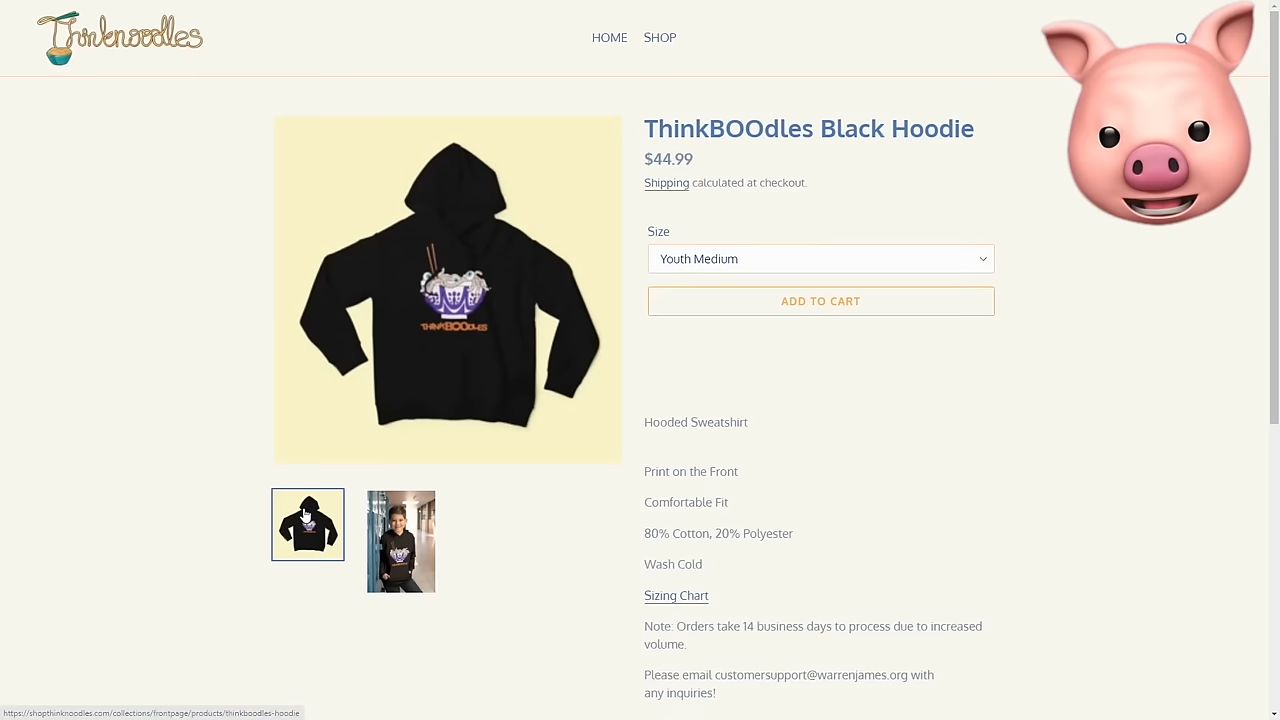 Thinknoodles
HOME
SHOP
ThinkBOOdles Black Hoodie
$44.99
Shipping calculated at checkout.
Size
Youth Medium
ADD TO CART
THINKBOODLES
Hooded Sweatshirt
Print on the Front
Comfortable Fit
80% Cotton, 20% Polyester
Wash Cold
Sizing Chart
Note: Orders take 14 business days to process due to increased
volume.
Please email customersupport@warrenjames.org with
any inquiries!
https://shopthinknoodles.com/collections/frontpage/products/thinkboodles-hoodie